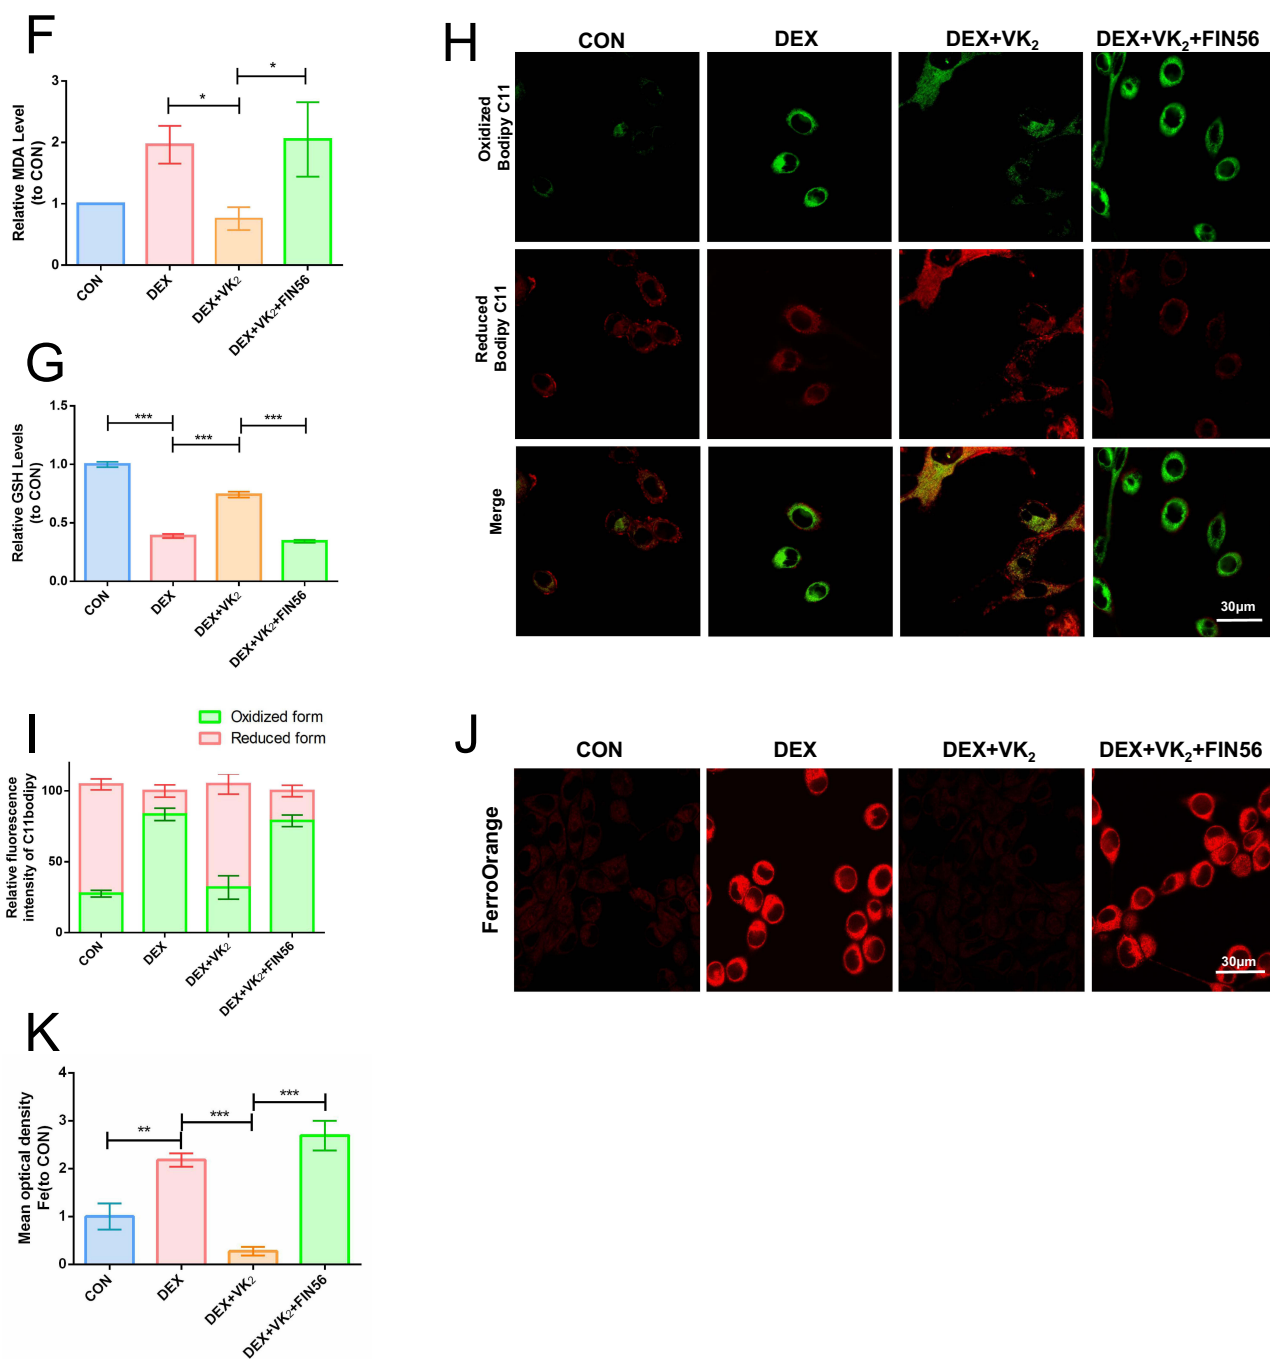 F
Relative MDA Level
(to CON)
3
2
1
0
*
*
CON
DEX
DEX+VK₂
DEX+VK₂+FIN56
G
Relative GSH Levels
(to CON)
1.5
1.0
0.5
0.0
***
***
***
CON
DEX
DEX+VK₂
DEX+VK₂+FIN56
H
CON
DEX
DEX+VK₂
DEX+VK₂+FIN56
Oxidized
Bodipy C11
Reduced
Bodipy C11
Merge
30μm
I
Oxidized form
Reduced form
Relative fluorescence
intensity of C11bodipy
100
50
0
CON
DEX
DEX+VK₂
DEX+VK₂+FIN56
J
CON
DEX
DEX+VK₂
DEX+VK₂+FIN56
FerroOrange
30μm
K
Mean optical density
Fe(to CON)
4
3
2
1
0
**
***
***
CON
DEX
DEX+VK₂
DEX+VK₂+FIN56